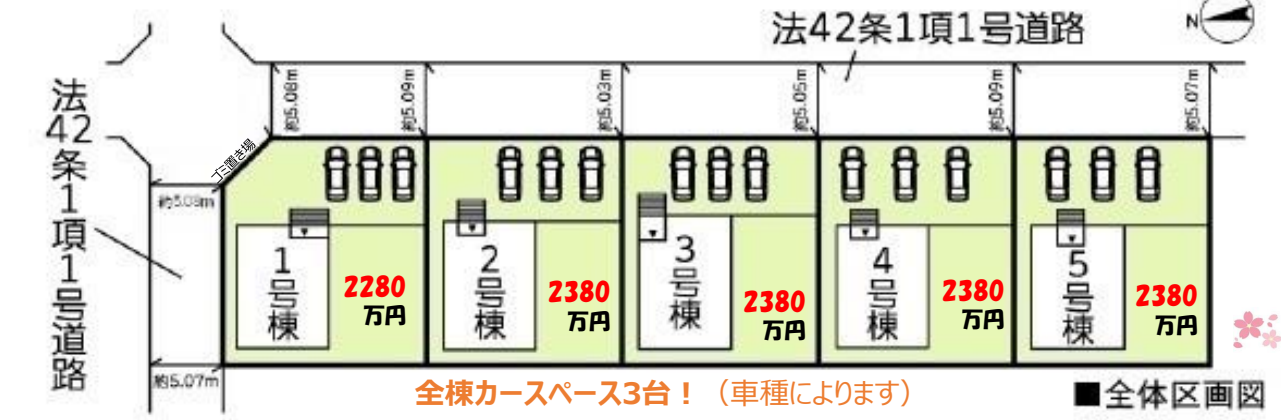 法42条1項1号道路
N
法42条1項1号道路
約5.08m
約5.09m
約5.03m
約5.05m
約5.09m
約5.07m
ゴミ置き場
約5.08m
約5.07m
1号棟
2280
万円
2号棟
2380
万円
3号棟
2380
万円
4号棟
2380
万円
5号棟
2380
万円
全棟カースペース3台！（車種によります）
■全体区画図